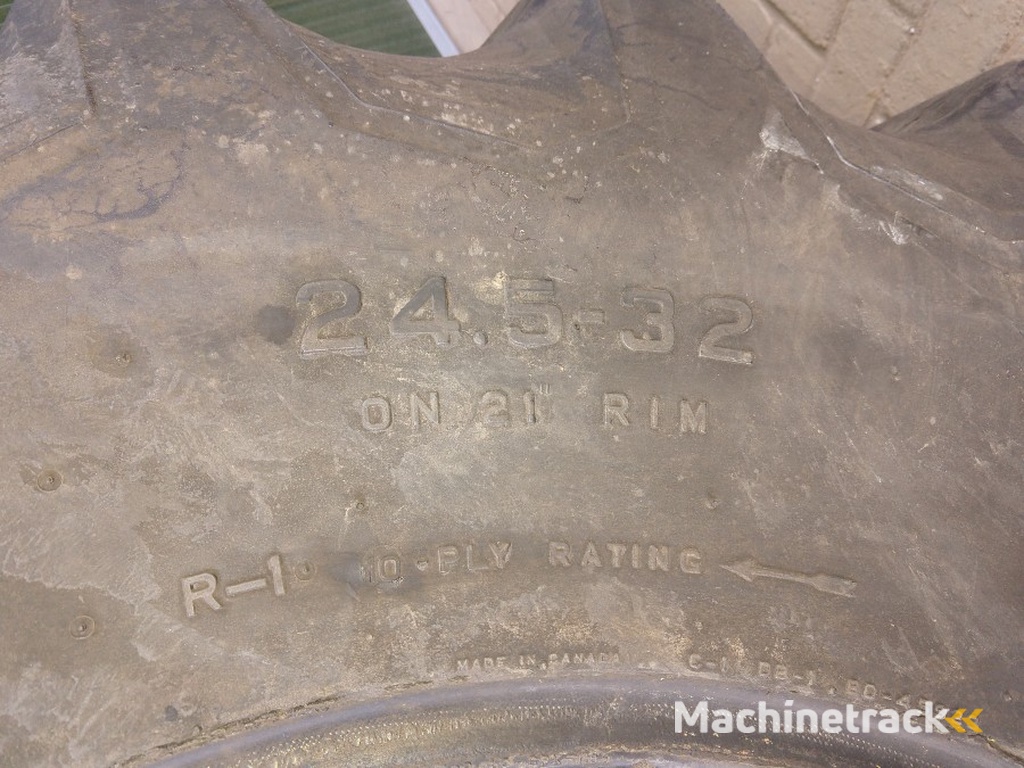 24.5-32
ON 21" RIM
R-1 10-PLY RATING
MADE IN CANADA
Machinetrack